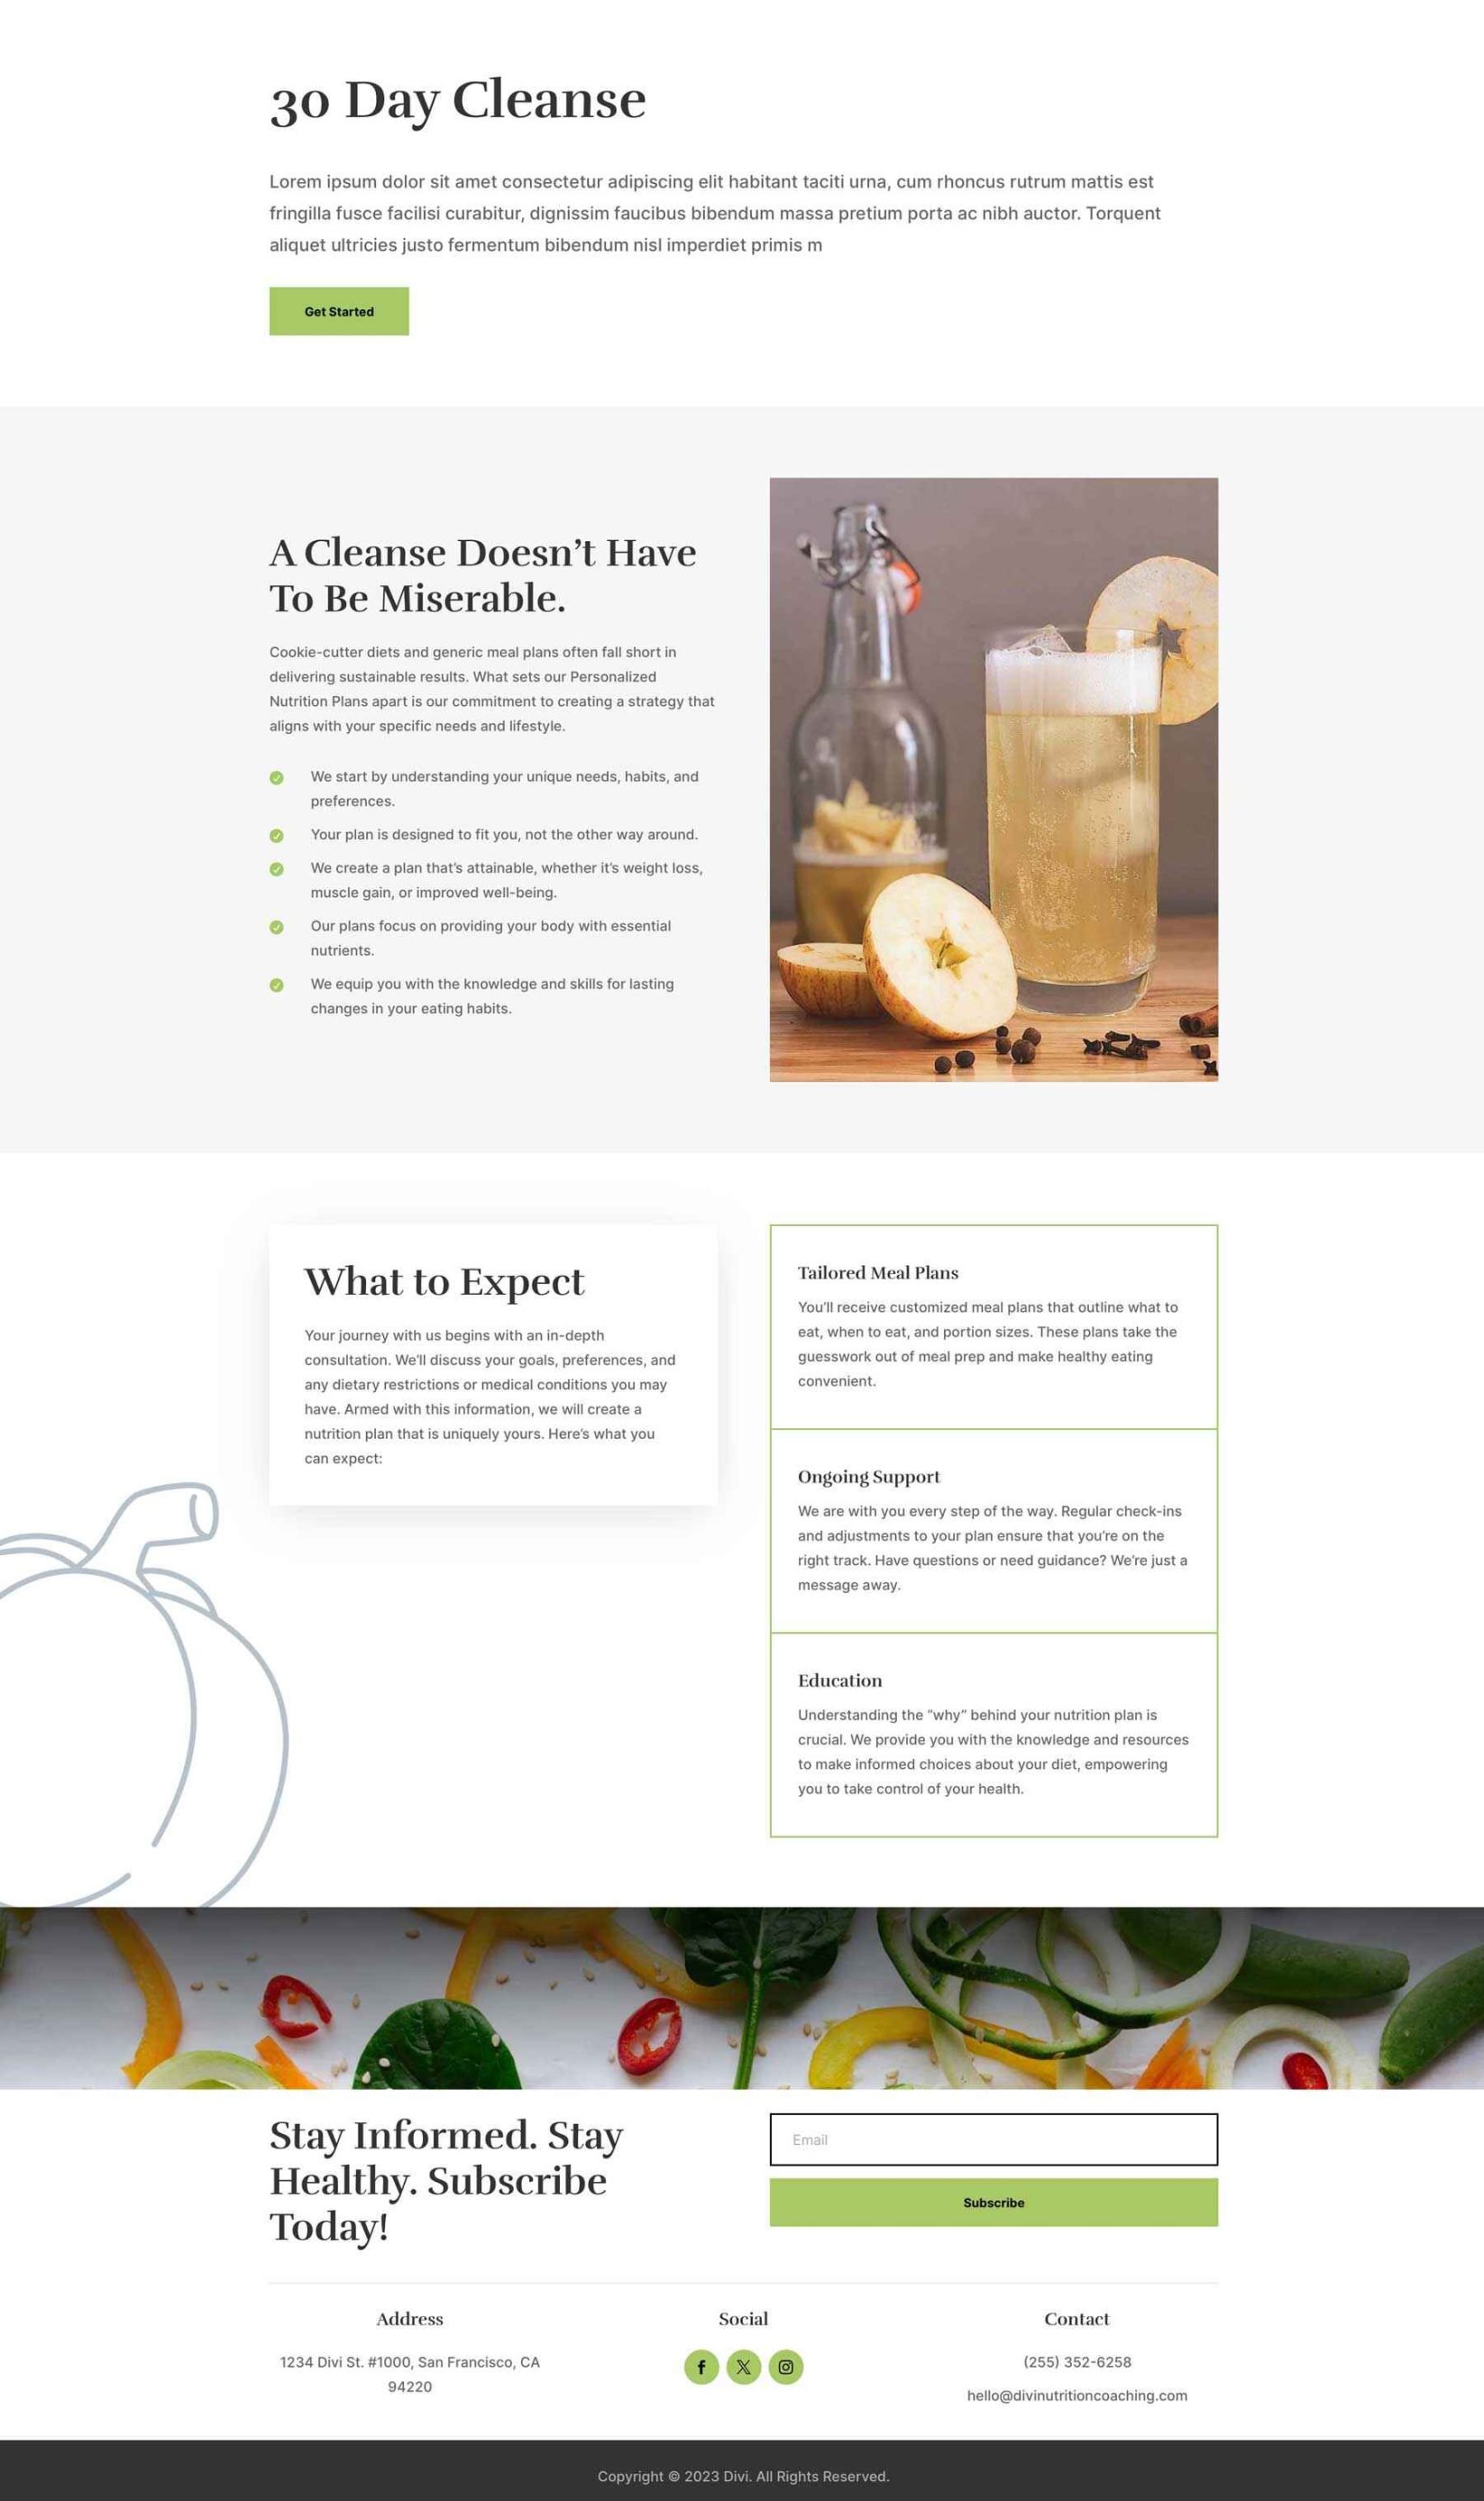 30 Day Cleanse
Lorem ipsum dolor sit amet consectetur adipiscing elit habitant taciti urna, cum rhoncus rutrum mattis est
fringilla fusce facilisi curabitur, dignissim faucibus bibendum massa pretium porta ac nibh auctor. Torquent
aliquet ultricies justo fermentum bibendum nisl imperdiet primis m
Get Started
A Cleanse Doesn’t Have
To Be Miserable.
Cookie-cutter diets and generic meal plans often fall short in
delivering sustainable results. What sets our Personalized
Nutrition Plans apart is our commitment to creating a strategy that
aligns with your specific needs and lifestyle.
We start by understanding your unique needs, habits, and
preferences.
Your plan is designed to fit you, not the other way around.
We create a plan that’s attainable, whether it’s weight loss,
muscle gain, or improved well-being.
Our plans focus on providing your body with essential
nutrients.
We equip you with the knowledge and skills for lasting
changes in your eating habits.
What to Expect
Your journey with us begins with an in-depth
consultation. We’ll discuss your goals, preferences, and
any dietary restrictions or medical conditions you may
have. Armed with this information, we will create a
nutrition plan that is uniquely yours. Here’s what you
can expect:
Tailored Meal Plans
You’ll receive customized meal plans that outline what to
eat, when to eat, and portion sizes. These plans take the
guesswork out of meal prep and make healthy eating
convenient.
Ongoing Support
We are with you every step of the way. Regular check-ins
and adjustments to your plan ensure that you’re on the
right track. Have questions or need guidance? We’re just a
message away.
Education
Understanding the “why” behind your nutrition plan is
crucial. We provide you with the knowledge and resources
to make informed choices about your diet, empowering
you to take control of your health.
Stay Informed. Stay
Healthy. Subscribe
Today!
Email
Subscribe
Address
1234 Divi St. #1000, San Francisco, CA
94220
Social
Contact
(255) 352-6258
hello@divinutritioncoaching.com
Copyright © 2023 Divi. All Rights Reserved.